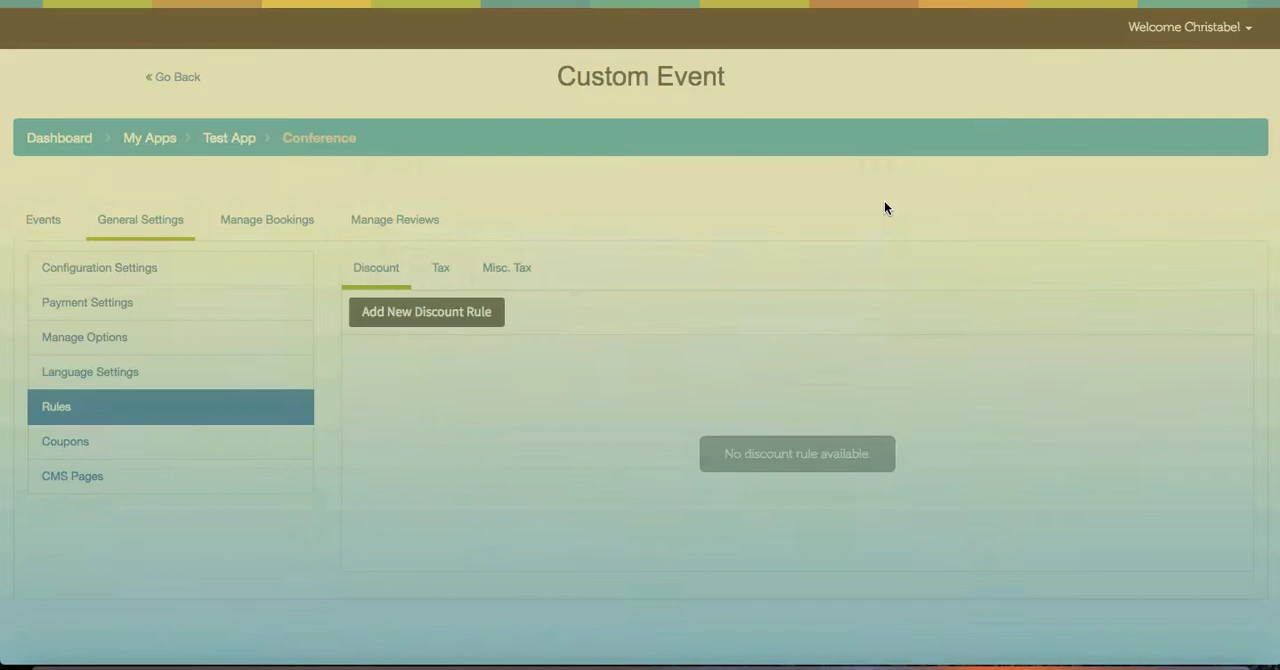 Welcome Christabel
« Go Back
Custom Event
Dashboard
My Apps
Test App
Conference
Events
General Settings
Manage Bookings
Manage Reviews
Configuration Settings
Payment Settings
Manage Options
Language Settings
Rules
Coupons
CMS Pages
Discount
Tax
Misc. Tax
Add New Discount Rule
No discount rule available